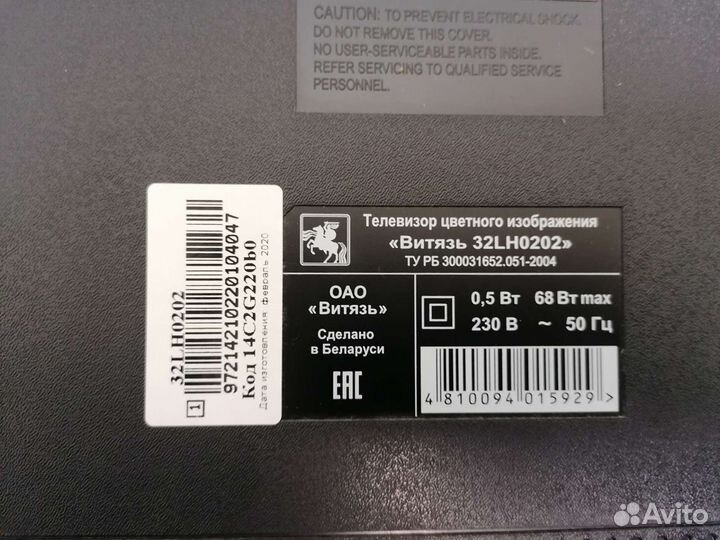 CAUTION: TO PREVENT ELECTRICAL SHOCK,
DO NOT REMOVE THIS COVER.
NO USER-SERVICEABLE PARTS INSIDE.
REFER SERVICING TO QUALIFIED SERVICE
PERSONNEL.
32LH0202
97214210220104047
Код 14C2G220b0
Дата изготовления: февраль 2020
1
Телевизор цветного изображения
«Витязь 32LH0202»
ТУ РБ 300031652.051-2004
ОАО
«Витязь»
Сделано
в Беларуси
EAC
0,5 Вт 68 Вт max
230 В ~ 50 Гц
4 810094 015929 >
Avito